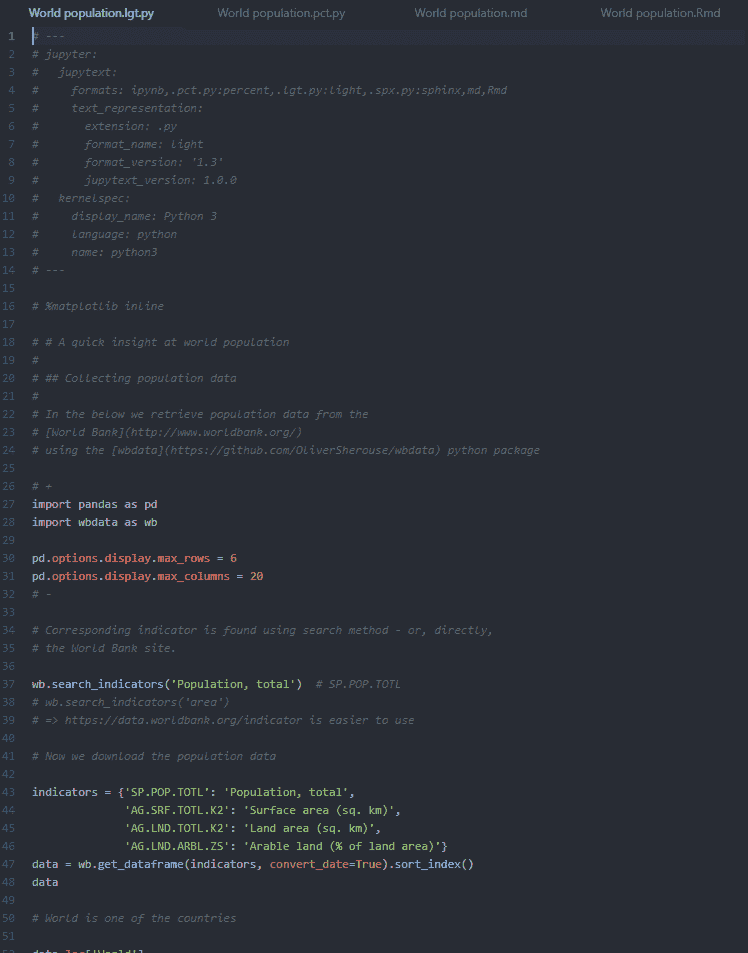 World population.lgt.py World population.pct.py World population.md World population.Rmd
1 # ---
2 # jupyter:
3 #   jupytext:
4 #     formats: ipynb,.pct.py:percent,.lgt.py:light,.spx.py:sphinx,md,Rmd
5 #     text_representation:
6 #       extension: .py
7 #       format_name: light
8 #       format_version: '1.3'
9 #       jupytext_version: 1.0.0
10 #   kernelspec:
11 #     display_name: Python 3
12 #     language: python
13 #     name: python3
14 # ---
15
16 # %matplotlib inline
17
18 # # A quick insight at world population
19 #
20 # ## Collecting population data
21 #
22 # In the below we retrieve population data from the
23 # [World Bank](http://www.worldbank.org/)
24 # using the [wbdata](https://github.com/OliverSherouse/wbdata) python package
25
26 # +
27 import pandas as pd
28 import wbdata as wb
29
30 pd.options.display.max_rows = 6
31 pd.options.display.max_columns = 20
32 # -
33
34 # Corresponding indicator is found using search method - or, directly,
35 # the World Bank site.
36
37 wb.search_indicators('Population, total')  # SP.POP.TOTL
38 # wb.search_indicators('area')
39 # => https://data.worldbank.org/indicator is easier to use
40
41 # Now we download the population data
42
43 indicators = {'SP.POP.TOTL': 'Population, total',
44               'AG.SRF.TOTL.K2': 'Surface area (sq. km)',
45               'AG.LND.TOTL.K2': 'Land area (sq. km)',
46               'AG.LND.ARBL.ZS': 'Arable land (% of land area)'}
47 data = wb.get_dataframe(indicators, convert_date=True).sort_index()
48 data
49
50 # World is one of the countries
51
52 data.loc['World']